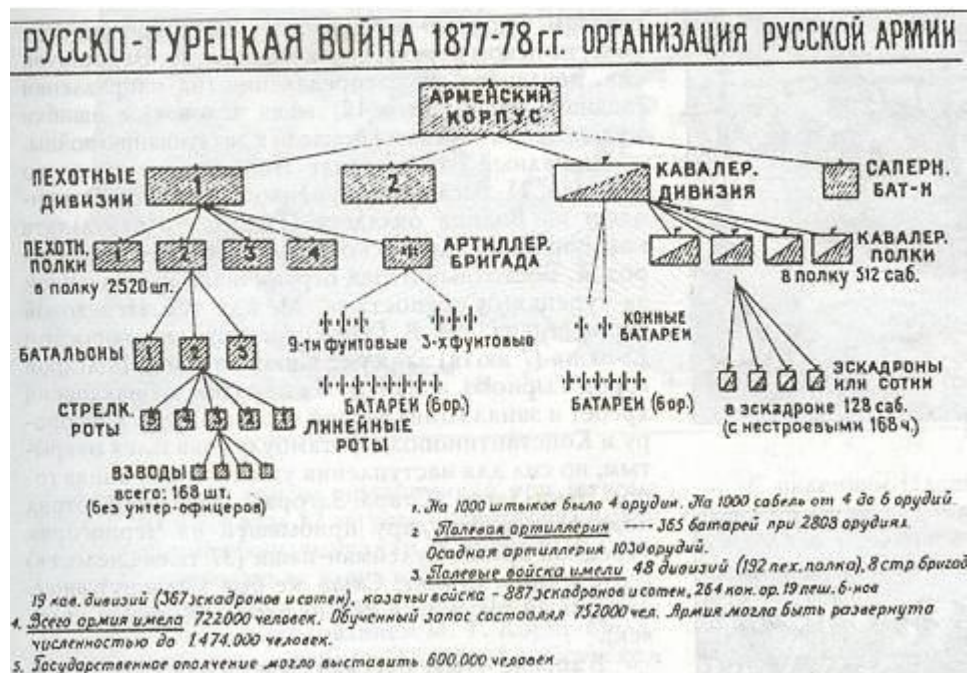 РУССКО-ТУРЕЦКАЯ ВОЙНА 1877-78 г.г. ОРГАНИЗАЦИЯ РУССКОЙ АРМИИ
АРМЕЙСКИЙ
КОРПУС
ПЕХОТНЫЕ
ДИВИЗИИ
1
2
КАВАЛЕР.
ДИВИЗИЯ
САПЕРН.
БАТ-Н
ПЕХОТН.
ПОЛКИ
1 2 3 4
АРТИЛЛЕР.
БРИГАДА
КАВАЛЕР.
ПОЛКИ
в полку 2520 шт.
в полку 512 саб.
9-ти фунтовые
3-х фунтовые
КОННЫЕ
БАТАРЕИ
БАТАЛЬОНЫ
1 2 3
БАТАРЕИ (6 ор.)
БАТАРЕИ (6 ор.)
ЭСКАДРОНЫ
ИЛИ СОТНИ
в эскадроне 128 саб.
(с нестроевыми 168 ч.)
СТРЕЛК.
РОТЫ
ЛИНЕЙНЫЕ
РОТЫ
ВЗВОДЫ
всего: 168 шт.
(без унтер-офицеров)
1. На 1000 штыков было 4 орудия. На 1000 сабель от 4 до 6 орудий.
2 Полевая артиллерия - 365 батарей при 2808 орудиях
Осадная артиллерия 1030 орудий.
3. Полевые войска имели 48 дивизий (192 пех. полка), 8 стр бригад
19 кав. дивизий (367 эскадронов и сотен), казачьи войска - 887 эскадронов и сотен, 264 кон. ор. 19 пеш. б-нов
4. Всего армия имела 722000 человек. Обученный запас составлял 752000 чел. Армия могла быть развернута
численностью до 1 474.000 человек.
5. Государственное ополчение могло выставить 600.000 человек